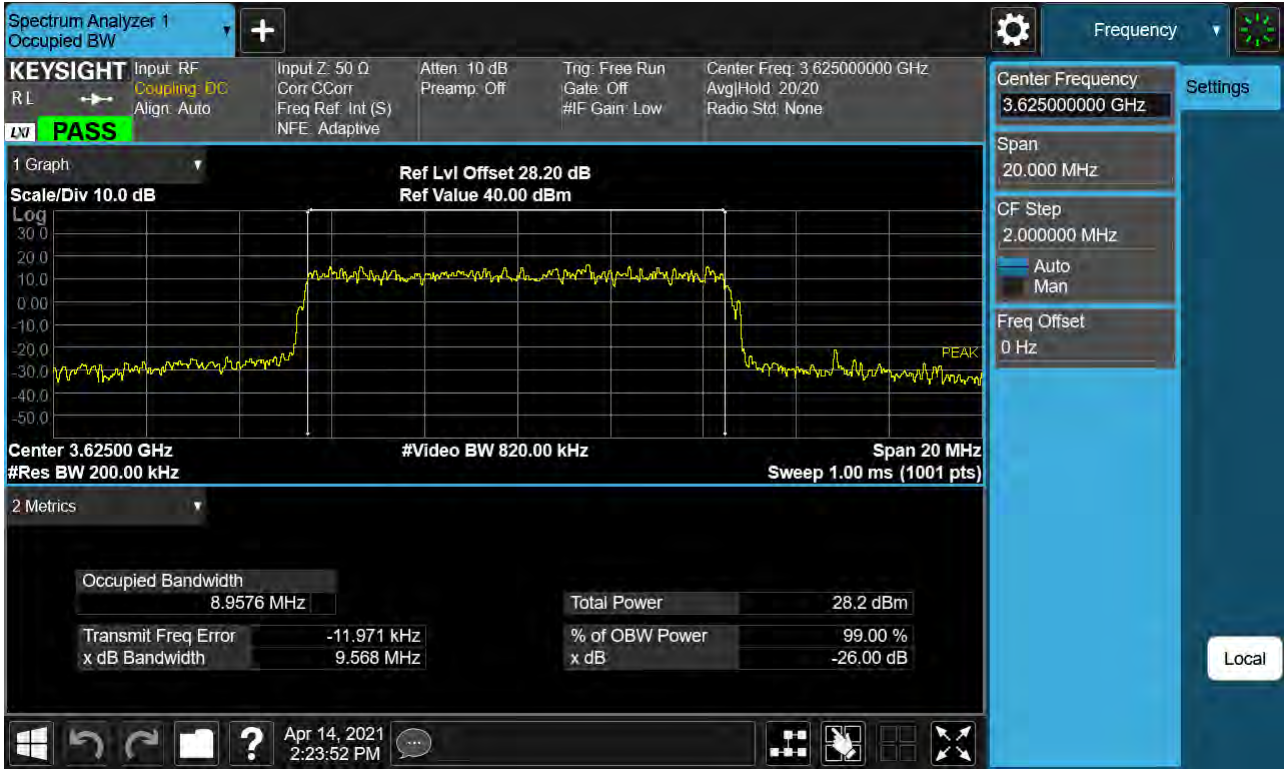 Spectrum Analyzer 1
Occupied BW
Frequency
KEYSIGHT
RL
LXI PASS
Input: RF
Coupling: DC
Align: Auto
Input Z: 50 Ω
Corr CCorr
Freq Ref: Int (S)
NFE: Adaptive
Atten: 10 dB
Preamp: Off
Trig: Free Run
Gate: Off
#IF Gain: Low
Center Freq: 3.625000000 GHz
Avg|Hold: 20/20
Radio Std: None
Center Frequency
3.625000000 GHz
Settings
Span
20.000 MHz
CF Step
2.000000 MHz
Auto
Man
Freq Offset
0 Hz
1 Graph
Scale/Div 10.0 dB
Ref Lvl Offset 28.20 dB
Ref Value 40.00 dBm
Log
30.0
20.0
10.0
0.00
-10.0
-20.0
-30.0
-40.0
-50.0
PEAK
Center 3.62500 GHz
#Video BW 820.00 kHz
Span 20 MHz
#Res BW 200.00 kHz
Sweep 1.00 ms (1001 pts)
2 Metrics
Occupied Bandwidth
8.9576 MHz
Total Power 28.2 dBm
Transmit Freq Error -11.971 kHz
% of OBW Power 99.00 %
x dB Bandwidth 9.568 MHz
x dB -26.00 dB
Local
?
Apr 14, 2021
2:23:52 PM